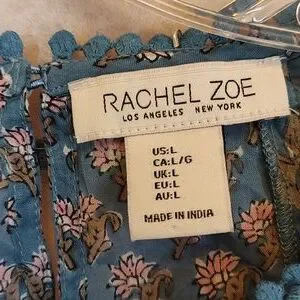 RACHEL ZOE
LOS ANGELES NEW YORK
US:L
CA:L/G
UK:L
EU:L
AU:L
MADE IN INDIA